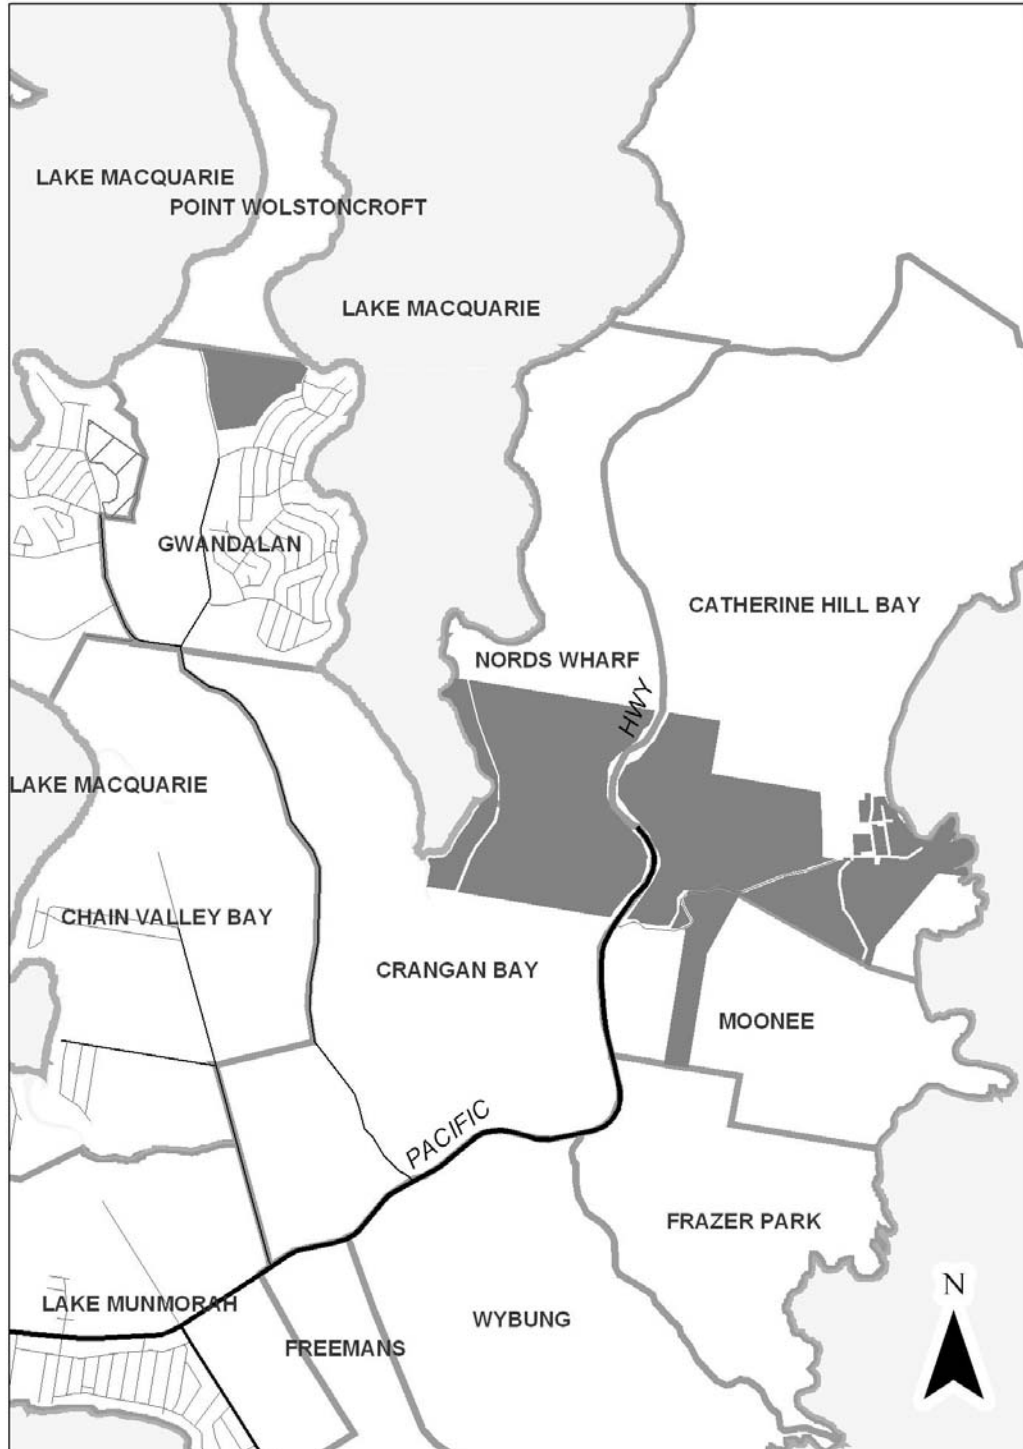 LAKE MACQUARIE
POINT WOLSTONCROFT
LAKE MACQUARIE
GWANDALAN
CATHERINE HILL BAY
NORDS WHARF
HWY
LAKE MACQUARIE
CHAIN VALLEY BAY
CRANGAN BAY
MOONEE
PACIFIC
FRAZER PARK
N
LAKE MUNMORAH
WYBUNG
FREEMANS